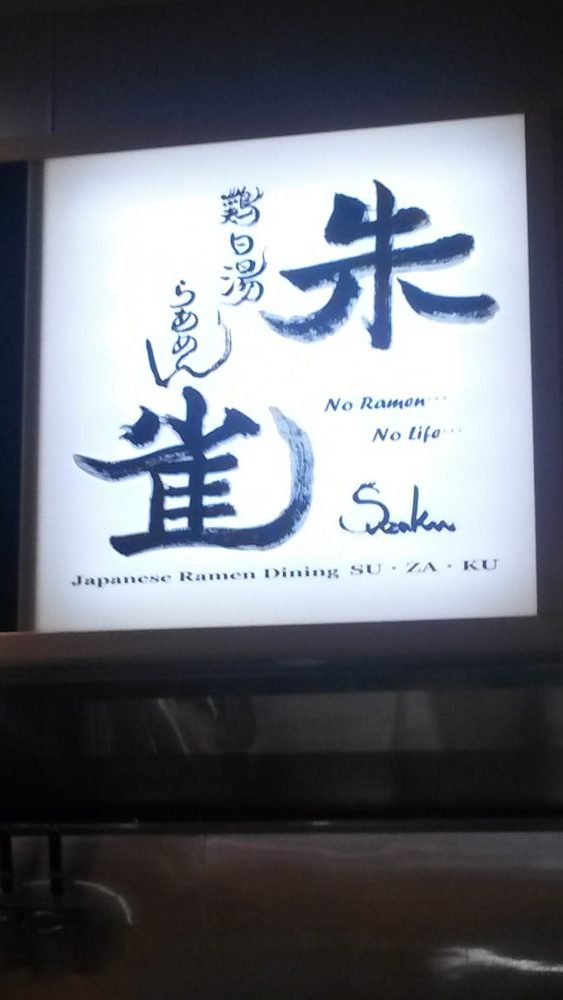 朱雀
鶏白湯
らぁめん
No Ramen…
No Life…
Suzaku
Japanese Ramen Dining SU・ZA・KU